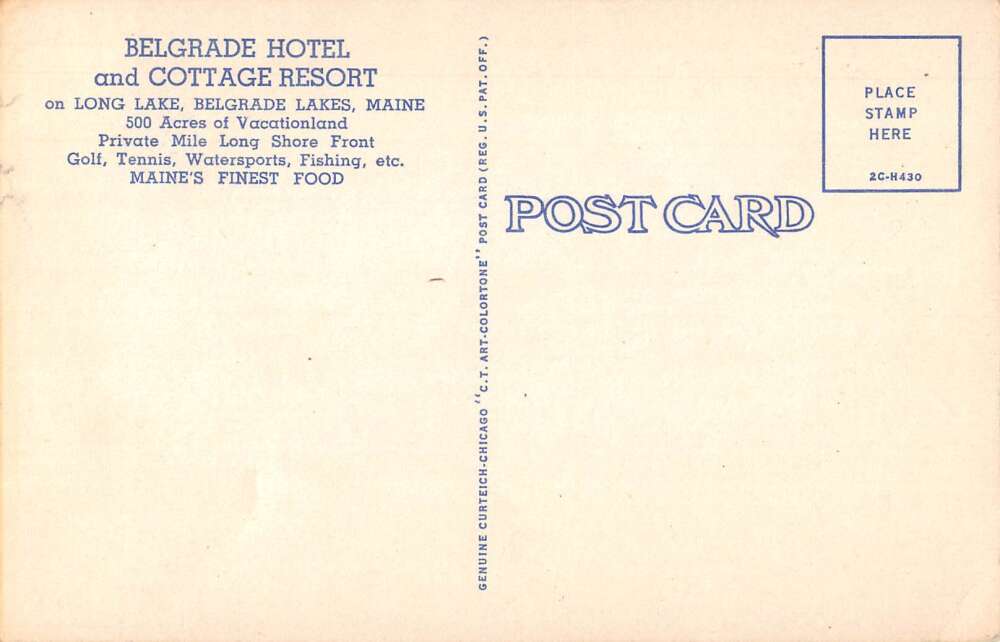 BELGRADE HOTEL
and COTTAGE RESORT
on LONG LAKE, BELGRADE LAKES, MAINE
500 Acres of Vacationland
Private Mile Long Shore Front
Golf, Tennis, Watersports, Fishing, etc.
MAINE'S FINEST FOOD
GENUINE CURTEICH-CHICAGO "C.T. ART-COLORTONE" POST CARD (REG. U.S. PAT. OFF.)
POST CARD
PLACE
STAMP
HERE
2C-H430